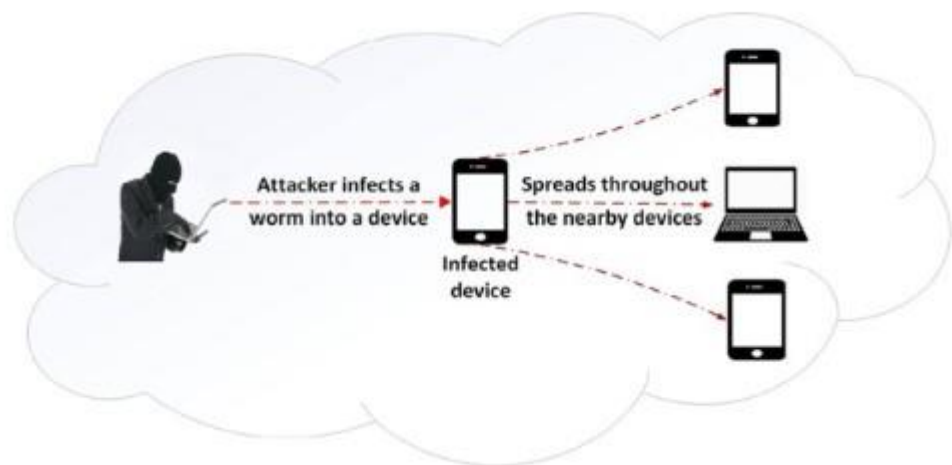 Attacker infects a
worm into a device
Infected
device
Spreads throughout
the nearby devices